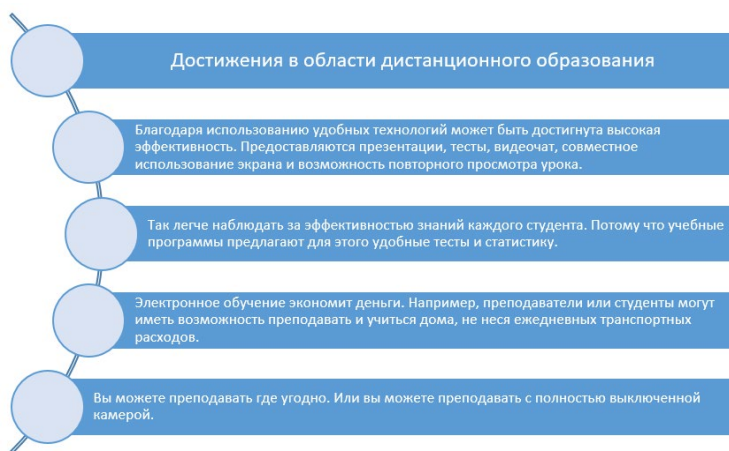 Достижения в области дистанционного образования
Благодаря использованию удобных технологий может быть достигнута высокая
эффективность. Предоставляются презентации, тесты, видеочат, совместное
использование экрана и возможность повторного просмотра урока.
Так легче наблюдать за эффективностью знаний каждого студента. Потому что учебные
программы предлагают для этого удобные тесты и статистику.
Электронное обучение экономит деньги. Например, преподаватели или студенты могут
иметь возможность преподавать и учиться дома, не неся ежедневных транспортных
расходов.
Вы можете преподавать где угодно. Или вы можете преподавать с полностью выключенной
камерой.